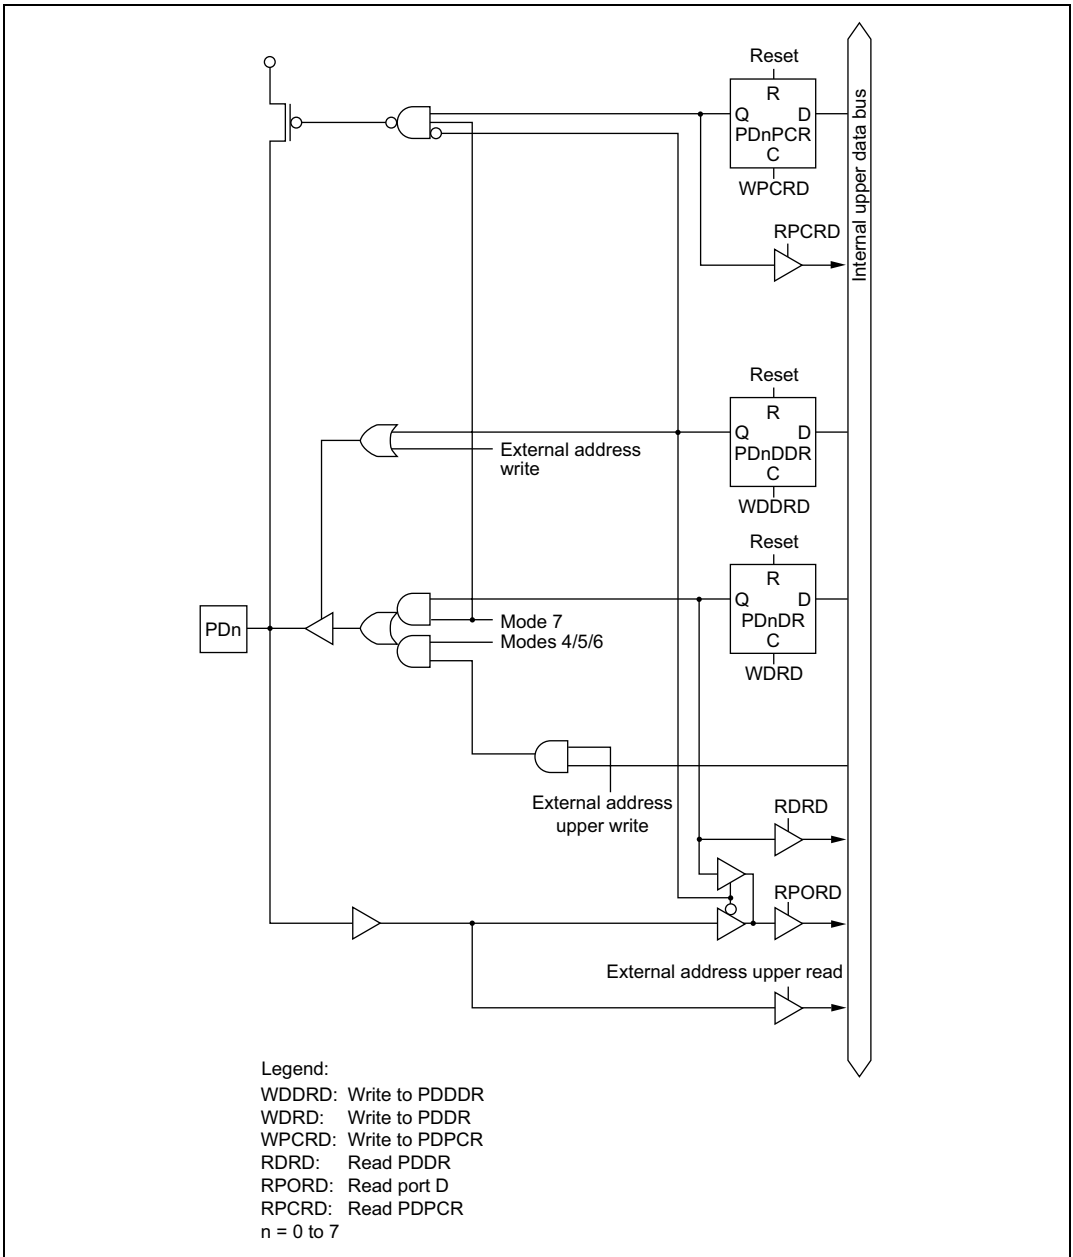 Reset
R
Q D
PDnPCR
C
WPCRD
Internal upper data bus
RPCRD
Reset
R
Q D
PDnDDR
C
WDDRD
External address
write
Reset
R
Q D
PDnDR
C
WDRD
PDn
Mode 7
Modes 4/5/6
External address
upper write
RDRD
RPORD
External address upper read
Legend:
WDDRD: Write to PDDDR
WDRD: Write to PDDR
WPCRD: Write to PDPCR
RDRD: Read PDDR
RPORD: Read port D
RPCRD: Read PDPCR
n = 0 to 7